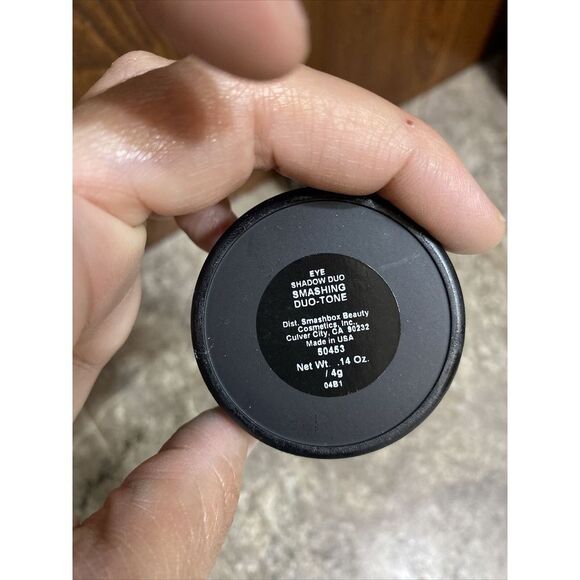 EYE
SHADOW DUO
SMASHING
DUO-TONE
Dist. Smashbox Beauty
Cosmetics, Inc.,
Culver City, CA 90232
Made in USA
50453
Net Wt. .14 Oz.
/ 4g
04B1